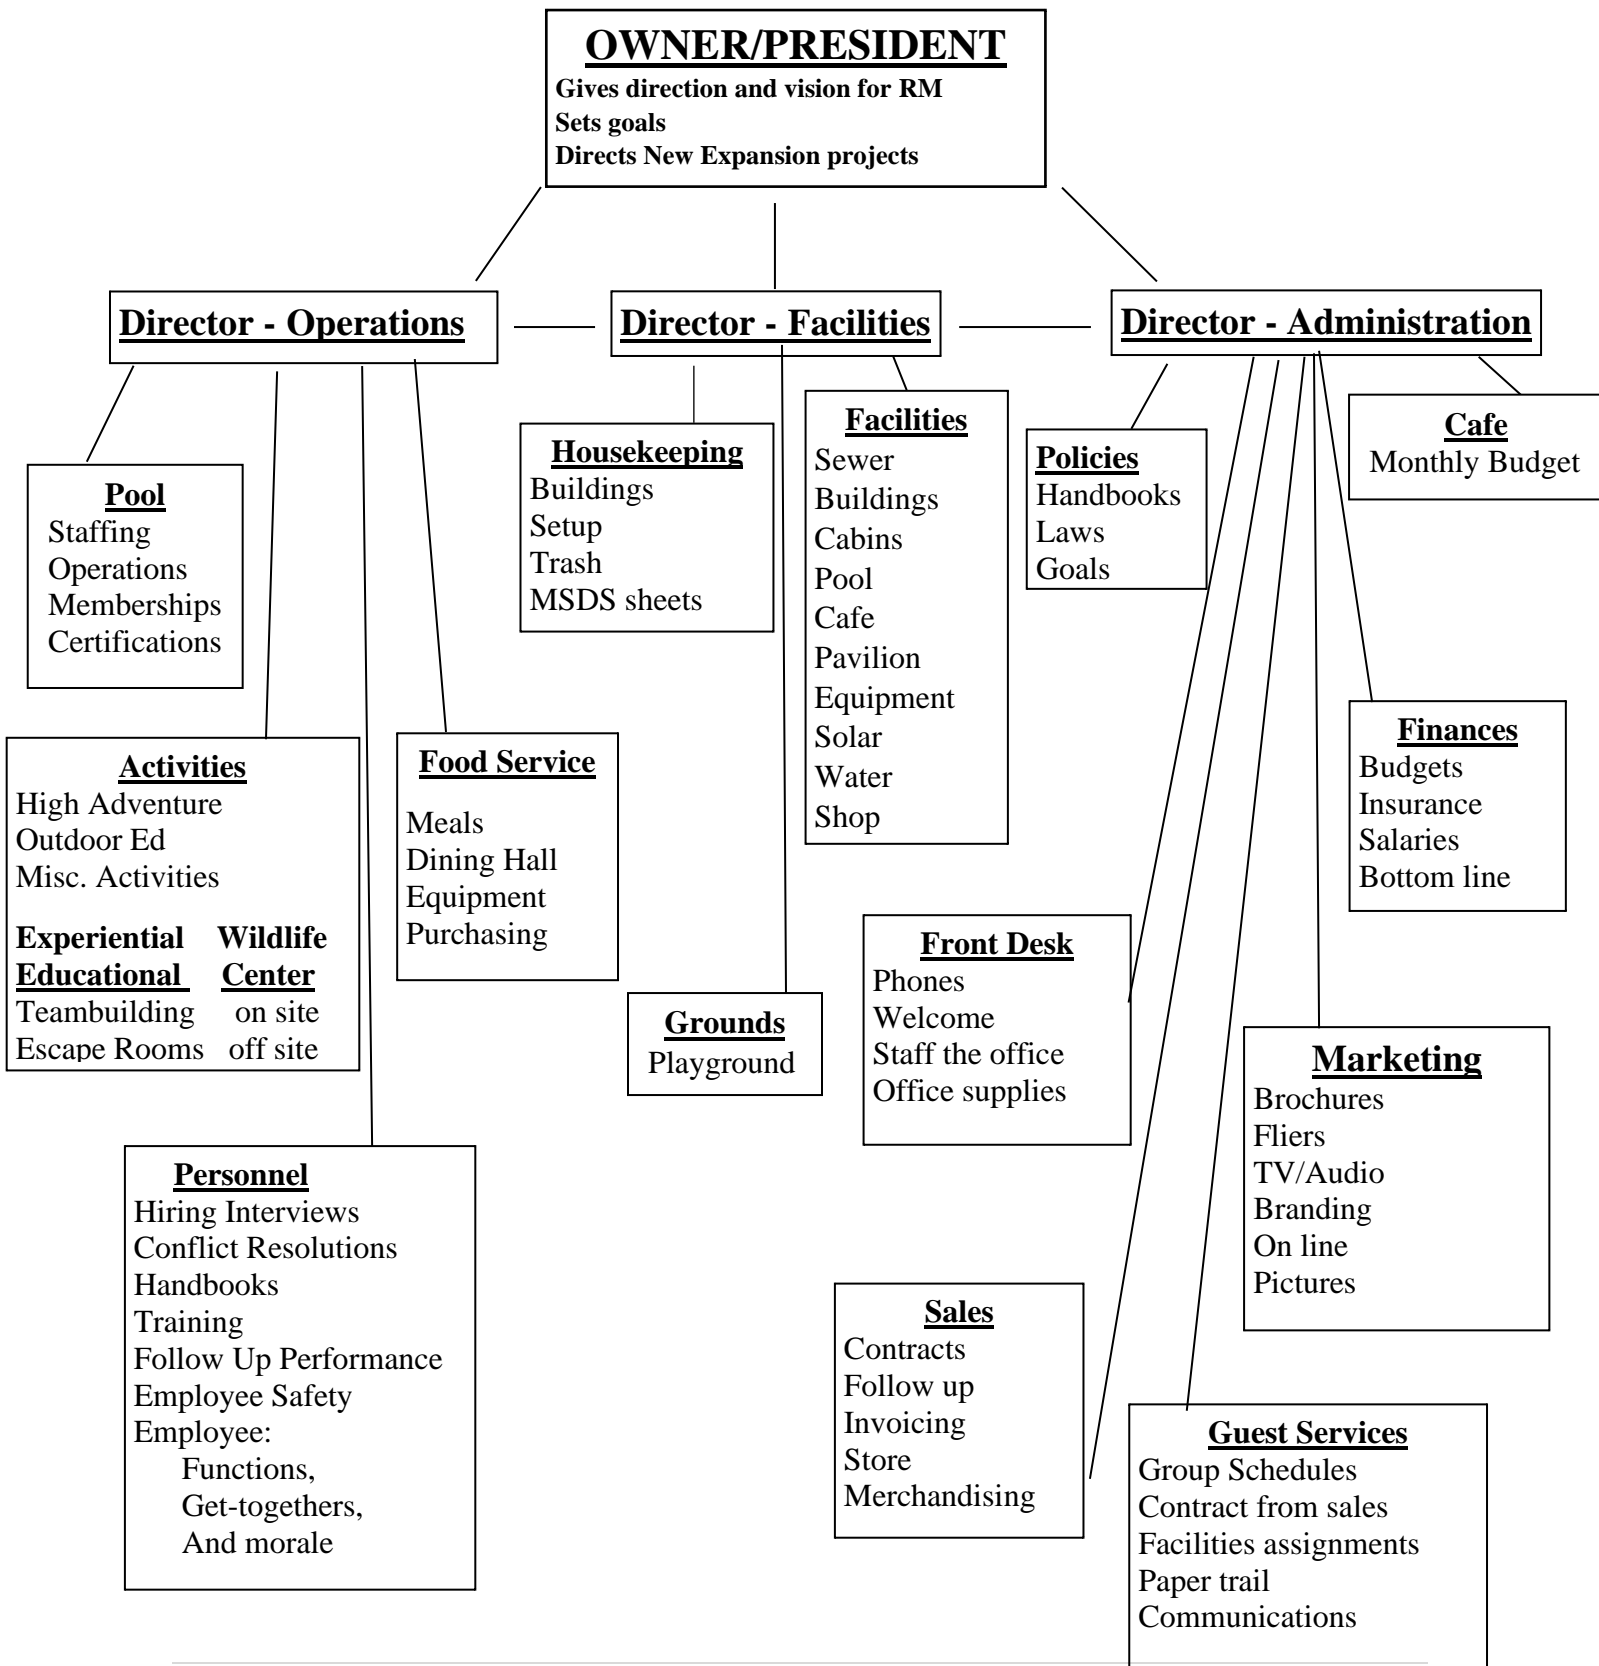 OWNER/PRESIDENT
Gives direction and vision for RM
Sets goals
Directs New Expansion projects
Director - Operations
Director - Facilities
Director - Administration
Pool
Staffing
Operations
Memberships
Certifications
Housekeeping
Buildings
Setup
Trash
MSDS sheets
Facilities
Sewer
Buildings
Cabins
Pool
Cafe
Pavilion
Equipment
Solar
Water
Shop
Policies
Handbooks
Laws
Goals
Cafe
Monthly Budget
Activities
High Adventure
Outdoor Ed
Misc. Activities
Experiential Wildlife
Educational Center
Teambuilding on site
Escape Rooms off site
Food Service
Meals
Dining Hall
Equipment
Purchasing
Finances
Budgets
Insurance
Salaries
Bottom line
Grounds
Playground
Front Desk
Phones
Welcome
Staff the office
Office supplies
Marketing
Brochures
Fliers
TV/Audio
Branding
On line
Pictures
Personnel
Hiring Interviews
Conflict Resolutions
Handbooks
Training
Follow Up Performance
Employee Safety
Employee:
Functions,
Get-togethers,
And morale
Sales
Contracts
Follow up
Invoicing
Store
Merchandising
Guest Services
Group Schedules
Contract from sales
Facilities assignments
Paper trail
Communications